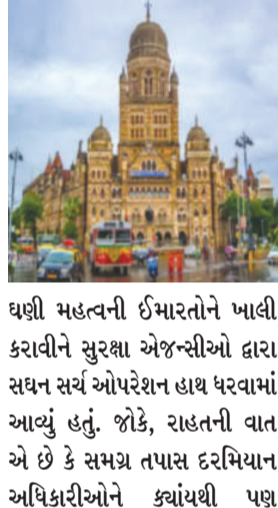 ઘણી મહત્વની ઈમારતોને ખાલી
કરાવીને સુરક્ષા એજન્સીઓ દ્વારા
સઘન સર્ચ ઓપરેશન હાથ ધરવામાં
આવ્યું હતું. જોકે, રાહતની વાત
એ છે કે સમગ્ર તપાસ દરમિયાન
અધિકારીઓને ક્યાંયથી પણ